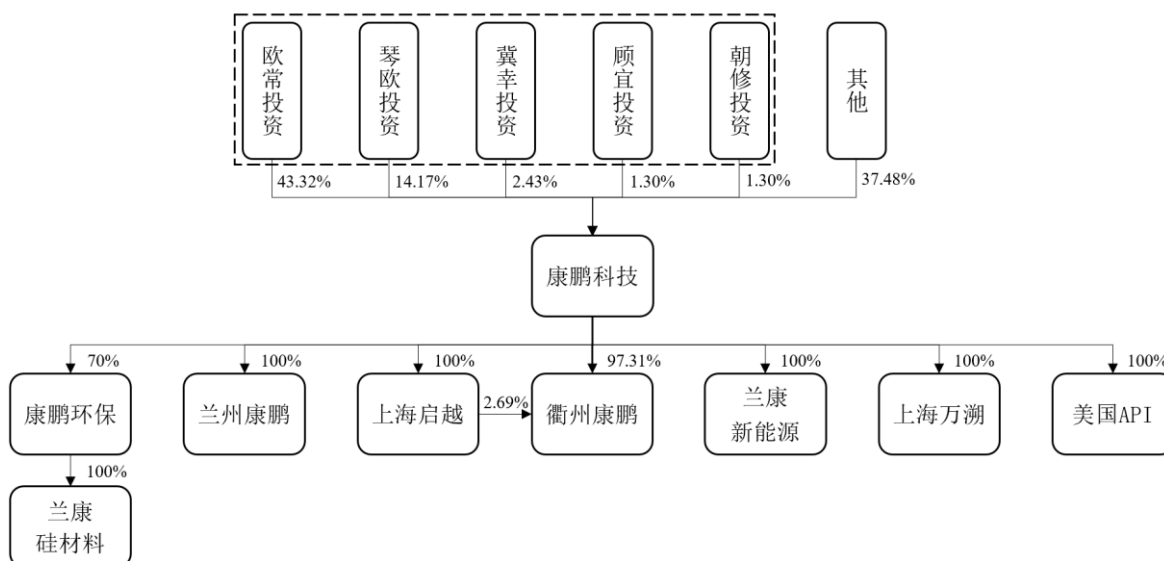 欧常投资
琴欧投资
冀幸投资
顾宜投资
朝修投资
其他
43.32%
14.17%
2.43%
1.30%
1.30%
37.48%
康鹏科技
70%
100%
100%
97.31%
100%
100%
100%
康鹏环保
兰州康鹏
上海启越
2.69%
衢州康鹏
兰康
新能源
上海万溯
美国API
100%
兰康
硅材料